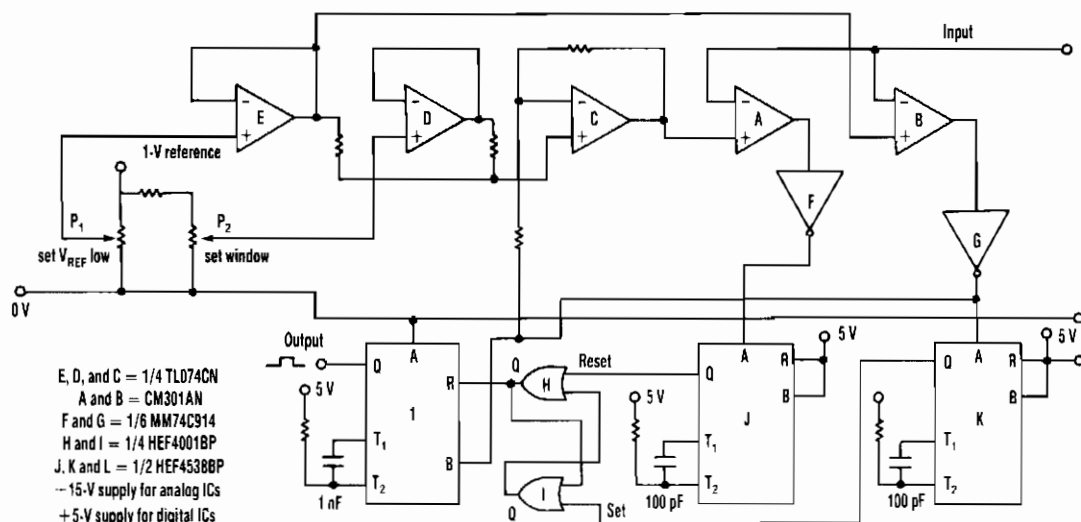 Input
E
D
C
A
B
−
+
−
+
−
+
−
+
−
+
1-V reference
F
P1
P2
set VREF low
set window
G
0 V
Output
A
A
A
5 V
5 V
Q
R
Q
H
Reset
Q
R
Q
R
5 V
5 V
B
B
1
J
K
T1
T1
T1
B
I
T2
T2
T2
1 nF
Q
Set
100 pF
100 pF
E, D, and C = 1/4 TL074CN
A and B = CM301AN
F and G = 1/6 MM74C914
H and I = 1/4 HEF4001BP
J, K and L = 1/2 HEF4538BBP
−15-V supply for analog ICs
+5-V supply for digital ICs